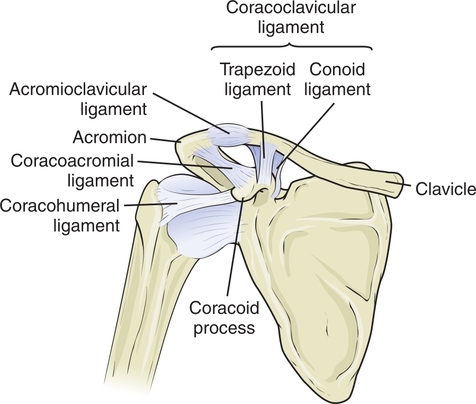 Coracoclavicular
ligament
Trapezoid
ligament
Conoid
ligament
Acromioclavicular
ligament
Acromion
Coracoacromial
ligament
Coracohumeral
ligament
Clavicle
Coracoid
process